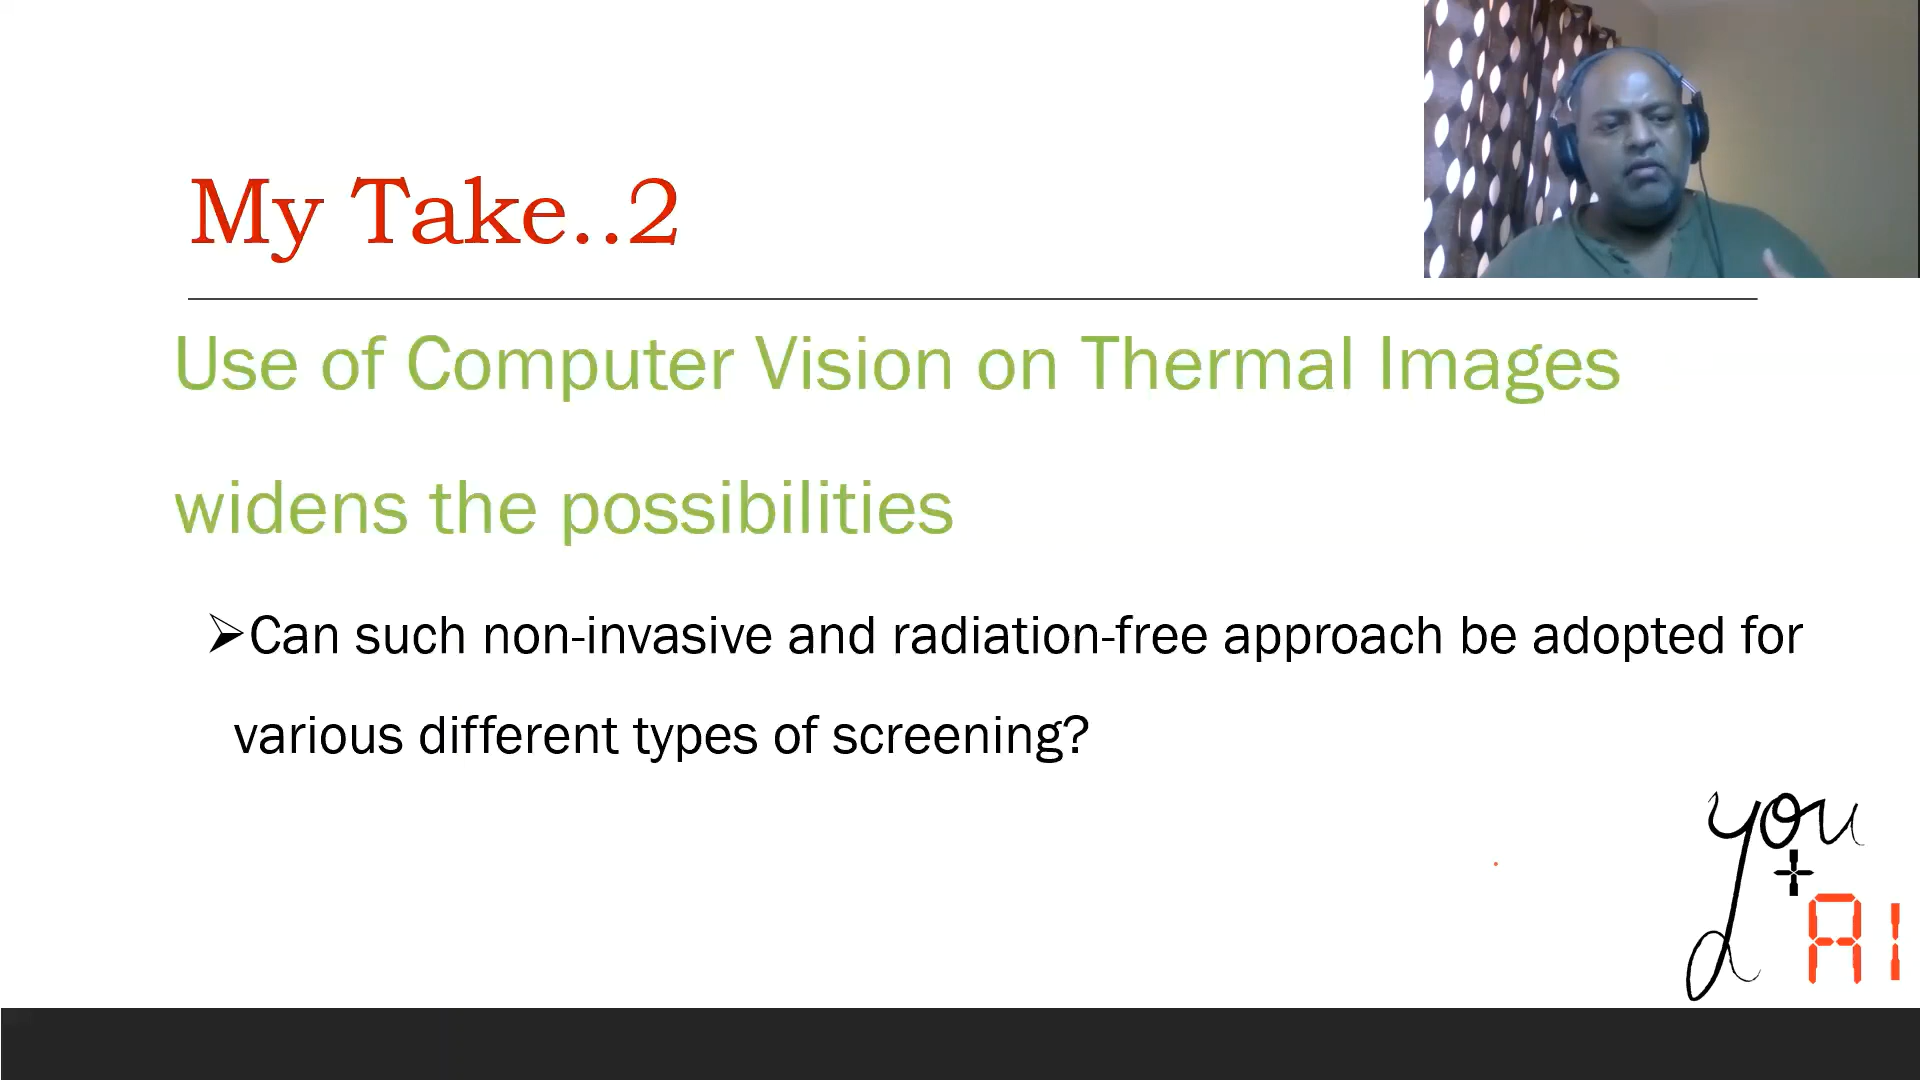 My Take..2
Use of Computer Vision on Thermal Images
widens the possibilities
➢Can such non-invasive and radiation-free approach be adopted for
various different types of screening?
you
+
AI